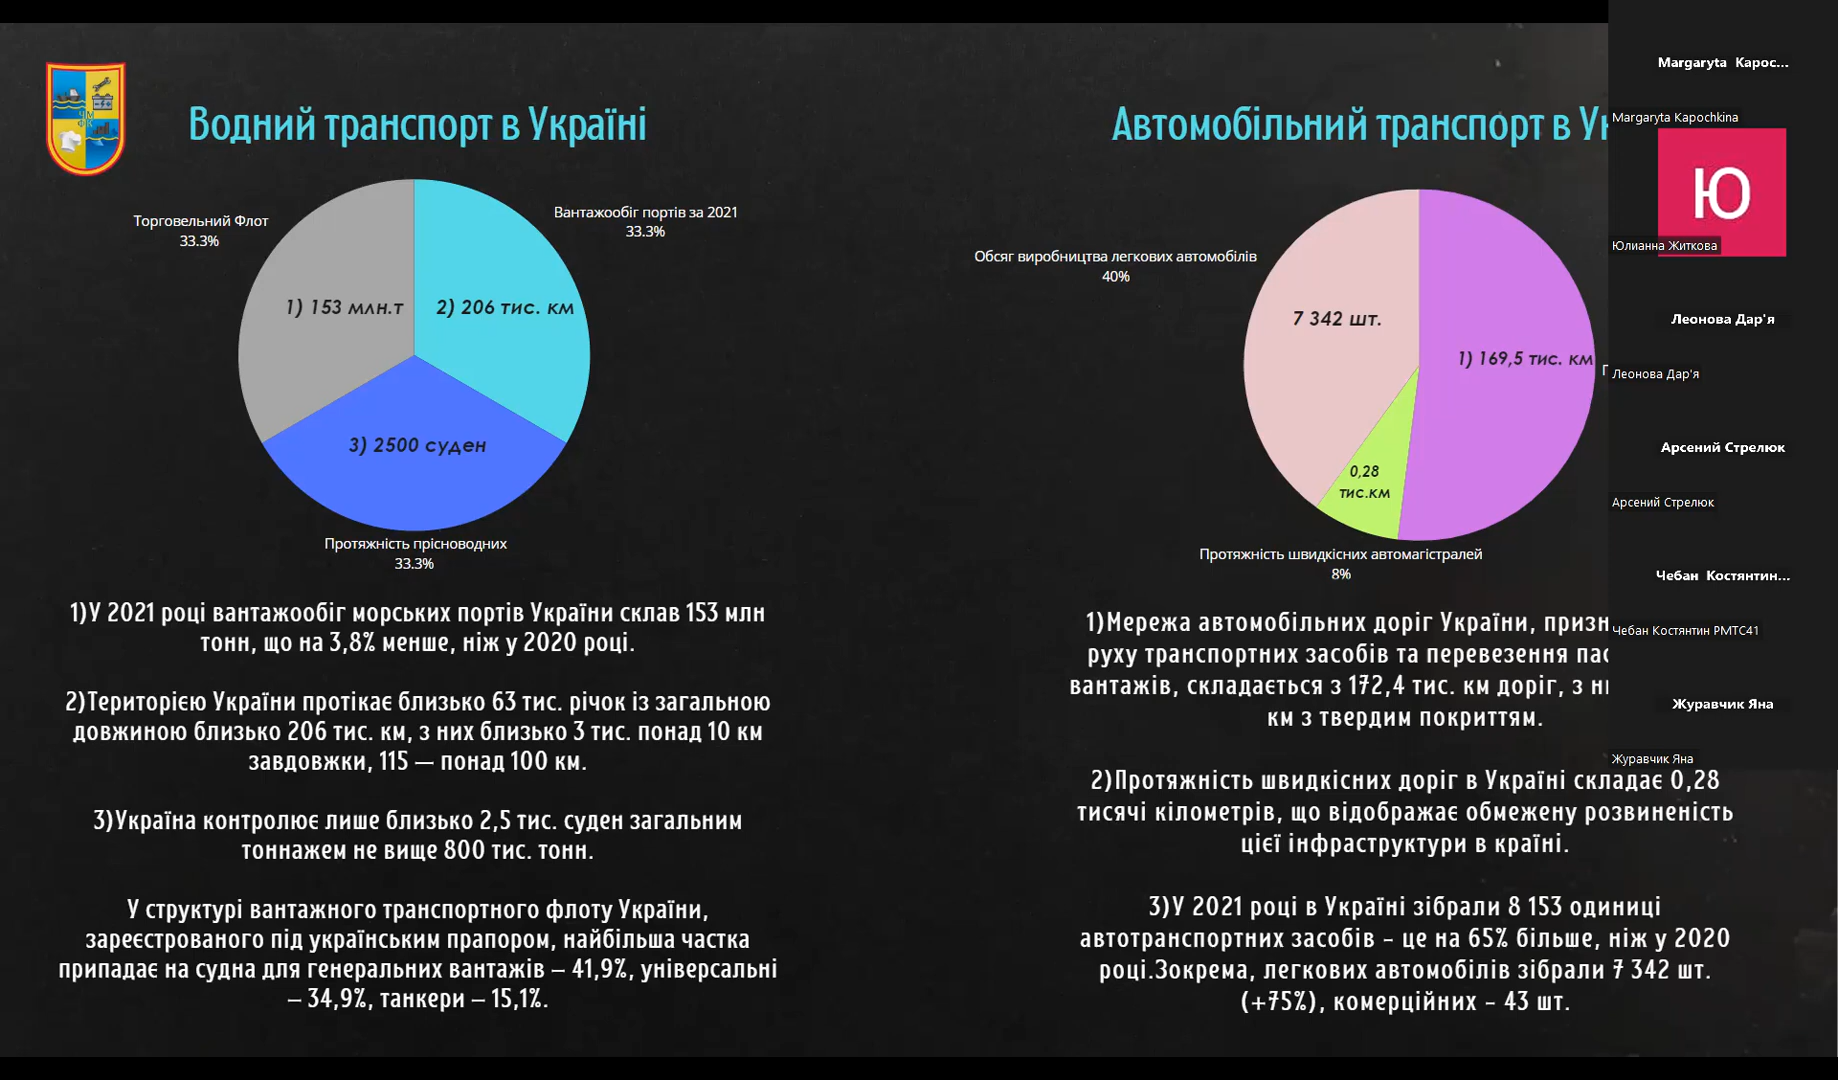 Водний транспорт в Україні
Торговельний Флот
33.3%
Вантажообіг портів за 2021
33.3%
1) 153 млн.т
2) 206 тис. км
3) 2500 суден
Протяжність прісноводних
33.3%
1)У 2021 році вантажообіг морських портів України склав 153 млн
тонн, що на 3,8% менше, ніж у 2020 році.
2)Територією України протікає близько 63 тис. річок із загальною
довжиною близько 206 тис. км, з них близько 3 тис. понад 10 км
завдовжки, 115 — понад 100 км.
3)Україна контролює лише близько 2,5 тис. суден загальним
тоннажем не вище 800 тис. тонн.
У структурі вантажного транспортного флоту України,
зареєстрованого під українським прапором, найбільша частка
припадає на судна для генеральних вантажів – 41,9%, універсальні
– 34,9%, танкери – 15,1%.
Автомобільний транспорт в
Обсяг виробництва легкових автомобілів
40%
7 342 шт.
1) 169,5 тис. км
0,28
тис.км
Протяжність швидкісних автомагістралей
8%
1)Мережа автомобільних доріг України,
руху транспортних засобів та перевезення
вантажів, складається з 172,4 тис. км доріг, з
км з твердим покриттям.
2)Протяжність швидкісних доріг в Україні складає 0,28
тисячі кілометрів, що відображає обмежену розвиненість
цієї інфраструктури в країні.
3)У 2021 році в Україні зібрали 8 153 одиниці
автотранспортних засобів – це на 65% більше, ніж у 2020
році.Зокрема, легкових автомобілів зібрали 7 342 шт.
(+75%), комерційних – 43 шт.
Margaryta Карос...
Margaryta Kapochkina
Ю
Юлианна Житкова
Леонова Дар'я
Леонова Дар'я
Арсений Стрелюк
Арсений Стрелюк
Чебан Костянтин...
Чебан Костянтин РМТС41
Журавчик Яна
Журавчик Яна